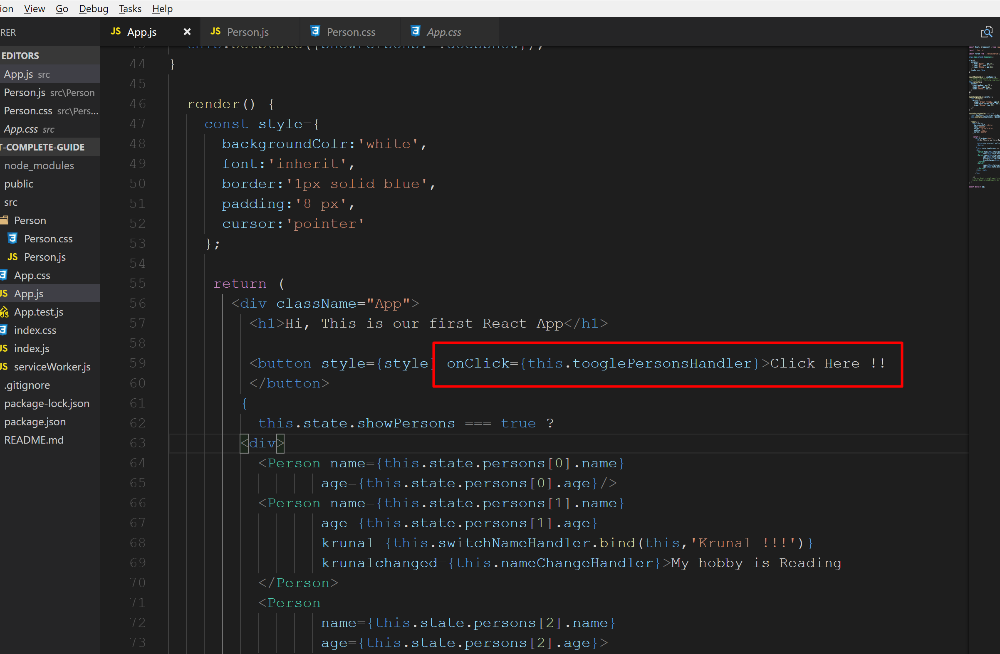 ion View Go Debug Tasks Help
RER
JS App.js × JS Person.js Person.css App.css
EDITORS
App.js src
Person.js src\Person
Person.css src\Pers...
App.css src
T-COMPLETE-GUIDE
node_modules
public
src
Person
Person.css
JS Person.js
App.css
JS App.js
App.test.js
index.css
JS index.js
JS serviceWorker.js
.gitignore
package-lock.json
package.json
README.md
44 }
45
46 render() {
47 const style={
48 backgroundColr:'white',
49 font:'inherit',
50 border:'1px solid blue',
51 padding:'8 px',
52 cursor:'pointer'
53 };
54
55 return (
56 <div className="App">
57 <h1>Hi, This is our first React App</h1>
58
59 <button style={style} onClick={this.tooglePersonsHandler}>Click Here !!
60 </button>
61 {
62 this.state.showPersons === true ?
63 <div>
64 <Person name={this.state.persons[0].name}
65 age={this.state.persons[0].age}/>
66 <Person name={this.state.persons[1].name}
67 age={this.state.persons[1].age}
68 krunal={this.switchNameHandler.bind(this,'Krunal !!!')}
69 krunalchanged={this.nameChangeHandler}>My hobby is Reading
70 </Person>
71 <Person
72 name={this.state.persons[2].name}
73 age={this.state.persons[2].age}>